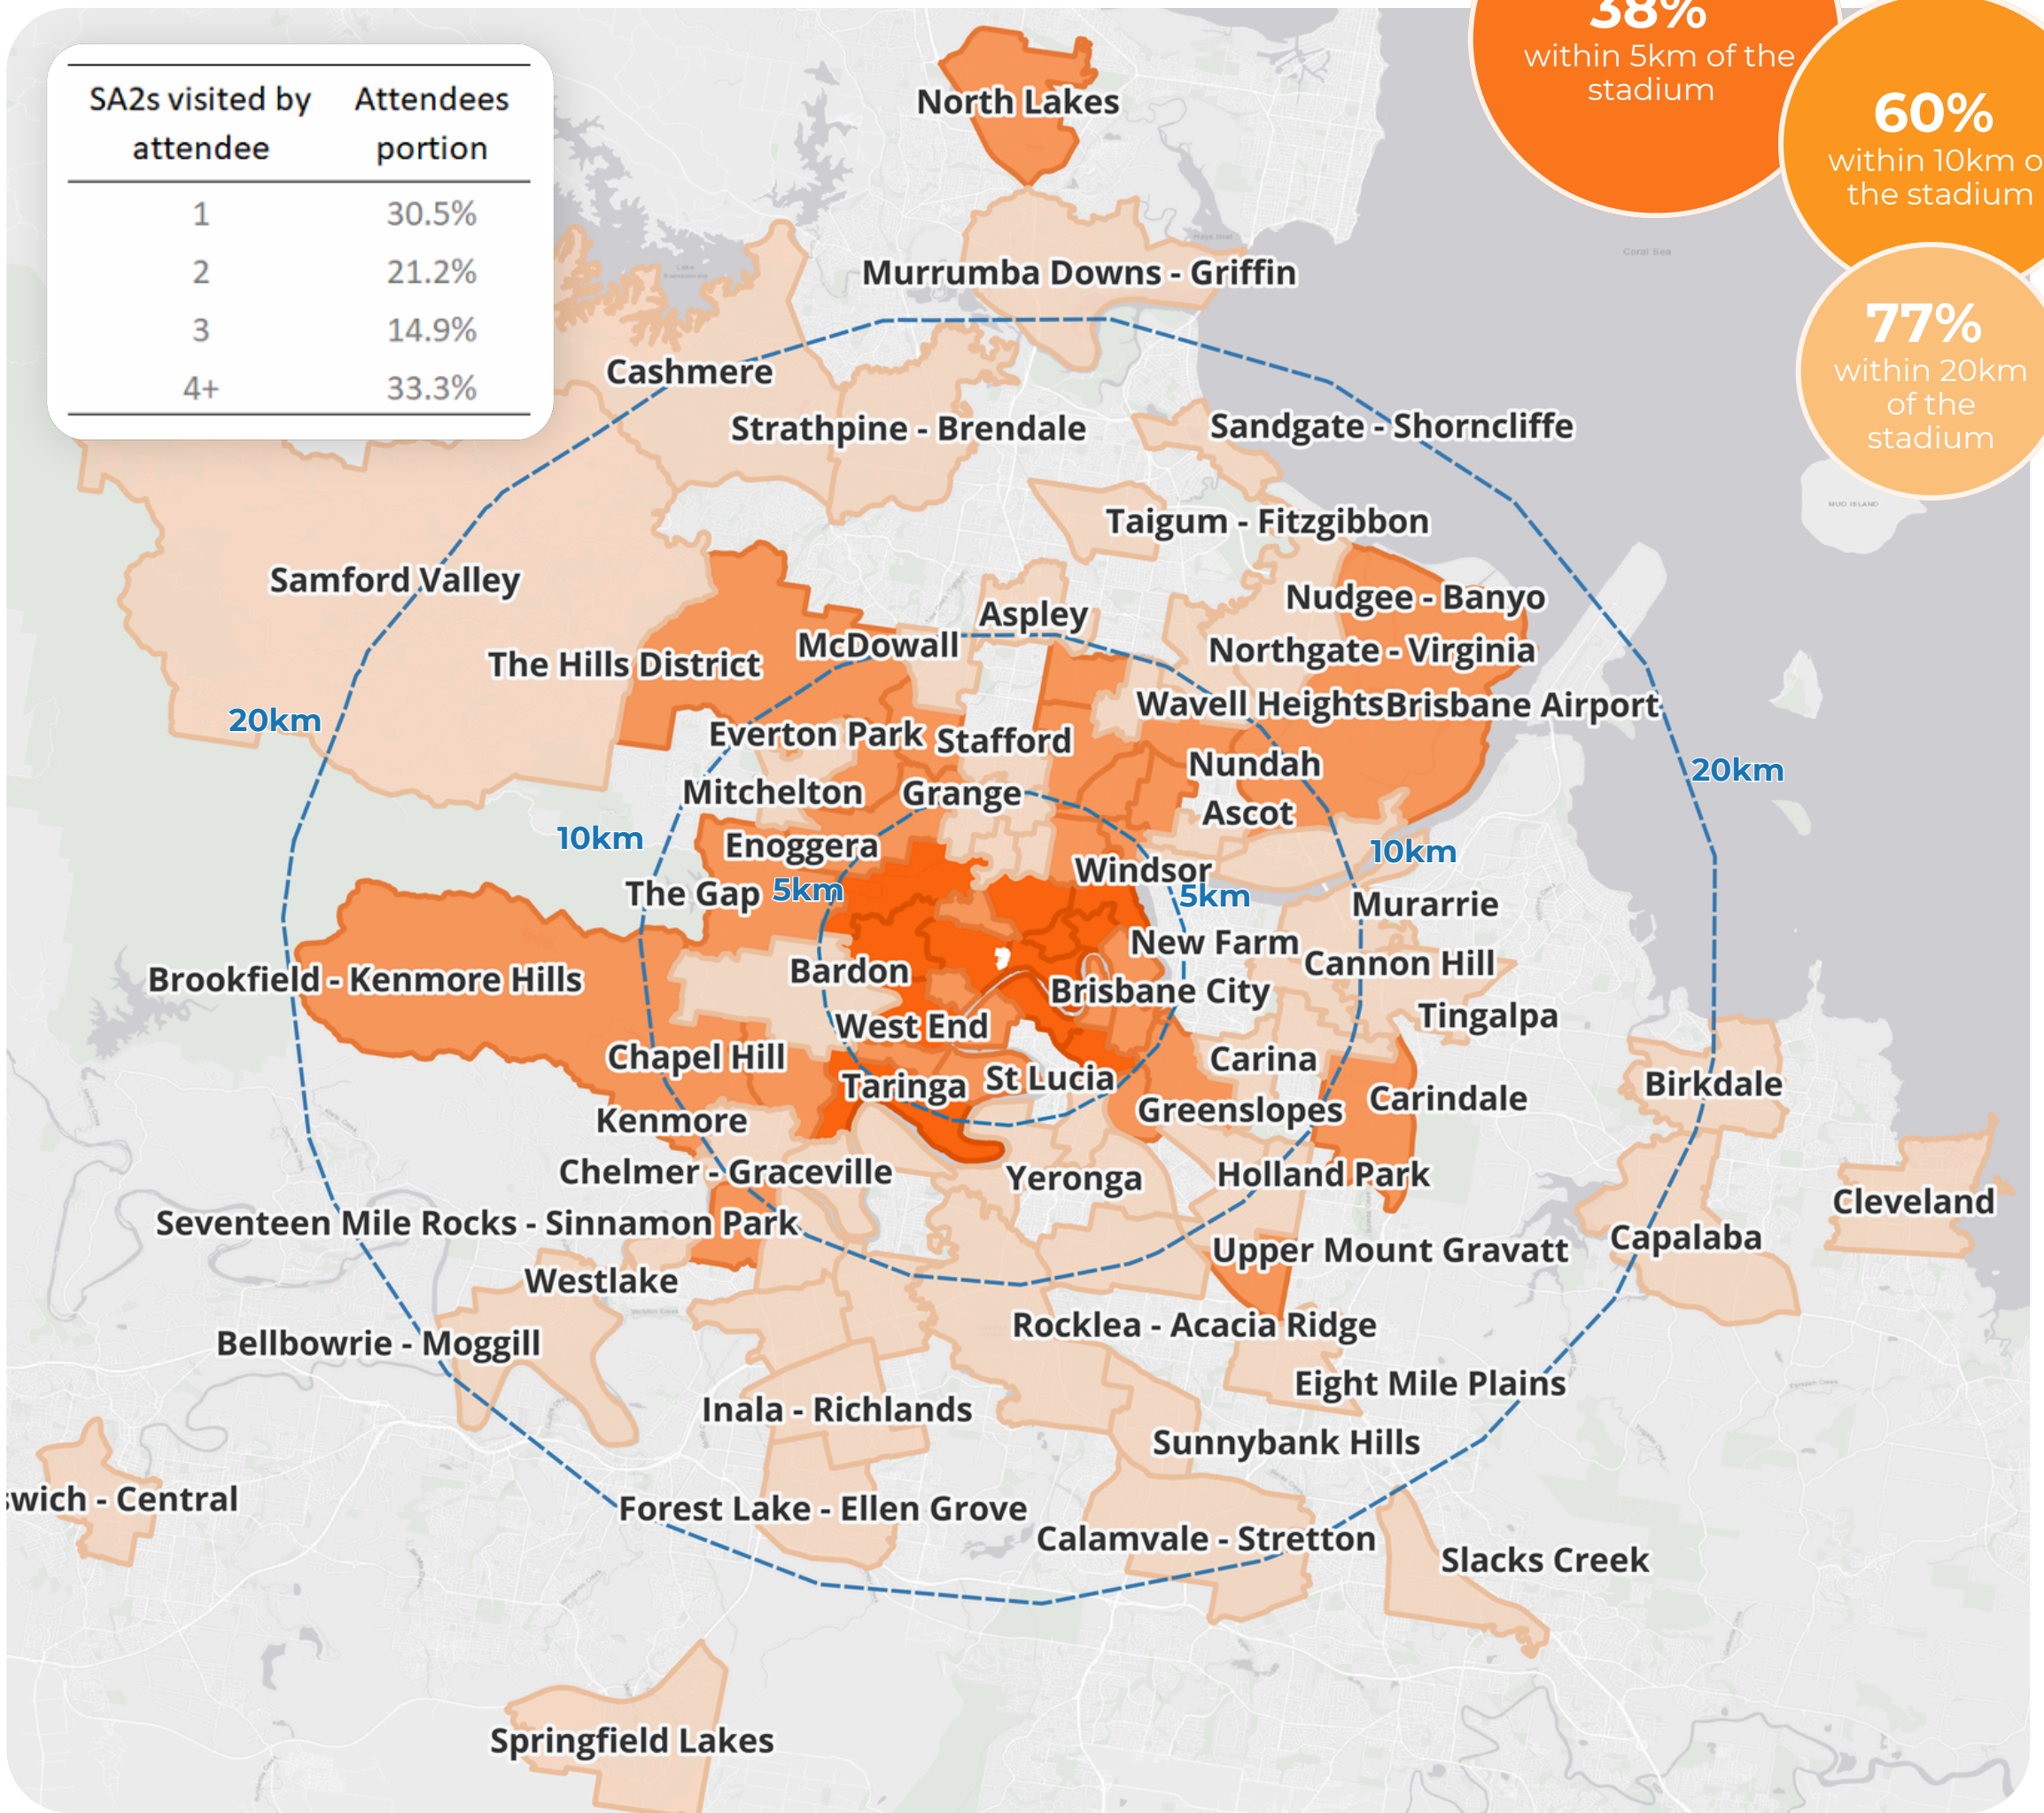 38%
within 5km of the
stadium
60%
within 10km o
the stadium
77%
within 20km
of the
stadium
SA2s visited by attendee
Attendees portion
1 30.5%
2 21.2%
3 14.9%
4+ 33.3%
North Lakes
Coral Sea
Murrumba Downs - Griffin
Cashmere
Strathpine - Brendale
Sandgate - Shorncliffe
MUD ISLAND
Taigum - Fitzgibbon
Samford Valley
Nudgee - Banyo
Aspley
McDowall
Northgate - Virginia
The Hills District
Wavell Heights
Brisbane Airport
20km
Everton Park
Stafford
Nundah
20km
Mitchelton
Grange
Ascot
10km
Enoggera
10km
Windsor
The Gap
5km
5km
Murarrie
New Farm
Cannon Hill
Bardon
Brookfield - Kenmore Hills
Brisbane City
Tingalpa
West End
Chapel Hill
Carina
Taringa
St Lucia
Birkdale
Carindale
Greenslopes
Kenmore
Chelmer - Graceville
Yeronga
Holland Park
Cleveland
Seventeen Mile Rocks - Sinnamon Park
Capalaba
Upper Mount Gravatt
Westlake
Rocklea - Acacia Ridge
Bellbowrie - Moggill
Eight Mile Plains
Inala - Richlands
Sunnybank Hills
swich - Central
Forest Lake - Ellen Grove
Calamvale - Stretton
Slacks Creek
Springfield Lakes